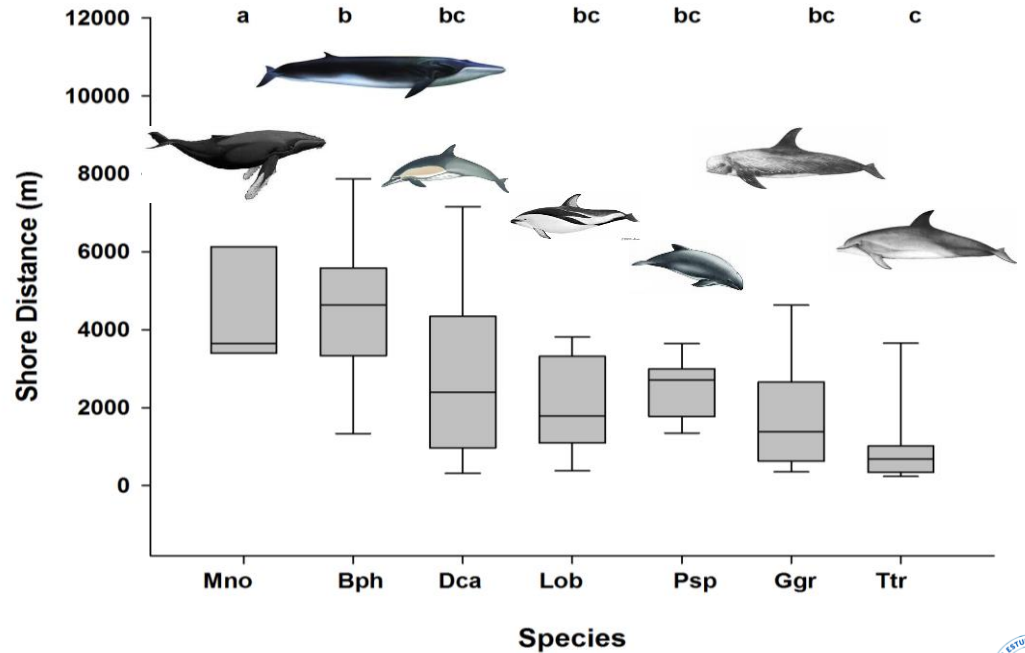 12000 a b bc bc bc bc c
10000
8000
6000
4000
2000
0
Shore Distance (m)
Mno Bph Dca Lob Psp Ggr Ttr
Species
ESTU